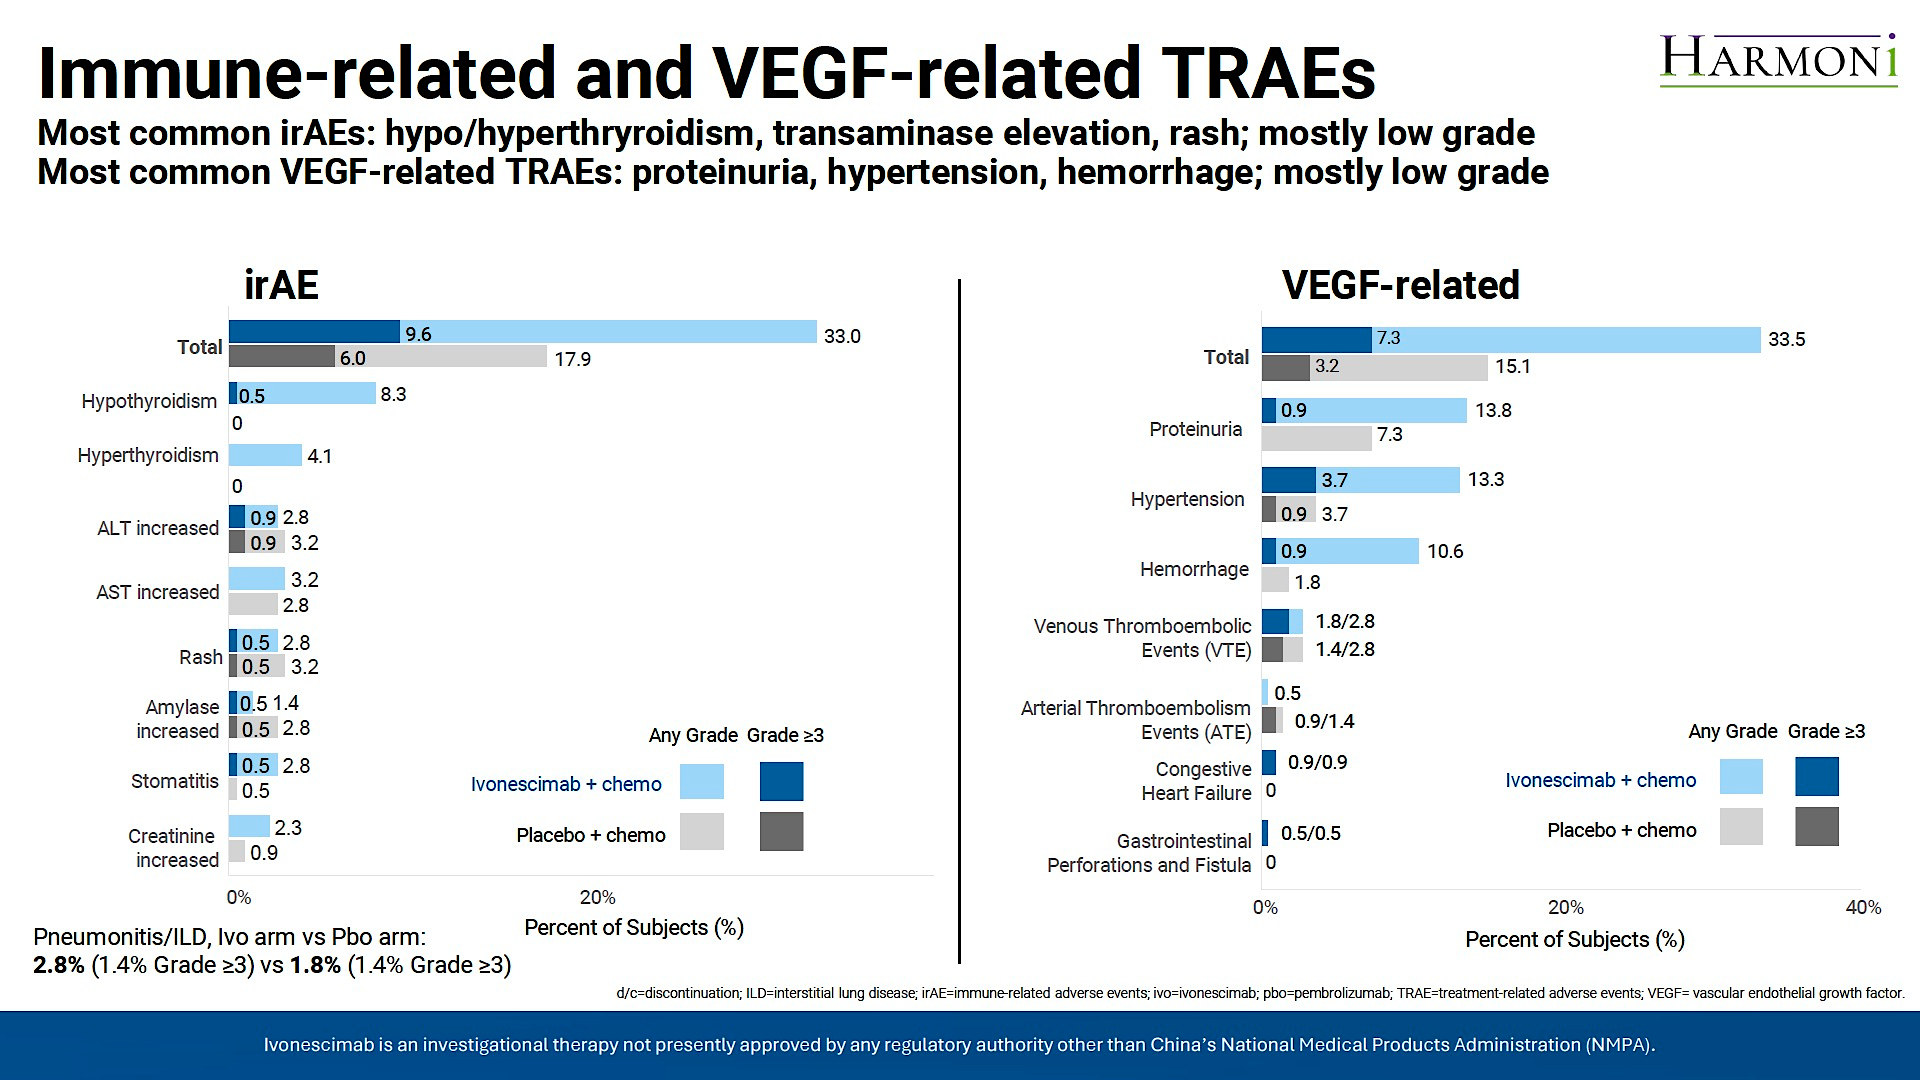 Immune-related and VEGF-related TRAEs
HARMONi
Most common irAEs: hypo/hyperthryroidism, transaminase elevation, rash; mostly low grade
Most common VEGF-related TRAEs: proteinuria, hypertension, hemorrhage; mostly low grade
irAE
Total
9.6
33.0
6.0
17.9
Hypothyroidism
0.5
8.3
0
Hyperthyroidism
4.1
0
ALT increased
0.9 2.8
0.9 3.2
AST increased
3.2
2.8
Rash
0.5 2.8
0.5 3.2
Amylase
increased
0.5 1.4
0.5 2.8
Stomatitis
0.5 2.8
0.5
Creatinine
increased
2.3
0.9
Any Grade Grade ≥3
Ivonescimab + chemo
Placebo + chemo
0%
20%
Percent of Subjects (%)
Pneumonitis/ILD, Ivo arm vs Pbo arm:
2.8% (1.4% Grade ≥3) vs 1.8% (1.4% Grade ≥3)
VEGF-related
Total
7.3
33.5
3.2
15.1
Proteinuria
0.9
13.8
7.3
Hypertension
3.7
13.3
0.9 3.7
Hemorrhage
0.9
10.6
1.8
Venous Thromboembolic
Events (VTE)
1.8/2.8
1.4/2.8
Arterial Thromboembolism
Events (ATE)
0.5
0.9/1.4
Congestive
Heart Failure
0.9/0.9
0
Gastrointestinal
Perforations and Fistula
0.5/0.5
0
Any Grade Grade ≥3
Ivonescimab + chemo
Placebo + chemo
0%
20%
40%
Percent of Subjects (%)
d/c=discontinuation; ILD=interstitial lung disease; irAE=immune-related adverse events; ivo=ivonescimab; pbo=pembrolizumab; TRAE=treatment-related adverse events; VEGF= vascular endothelial growth factor.
Ivonescimab is an investigational therapy not presently approved by any regulatory authority other than China's National Medical Products Administration (NMPA).